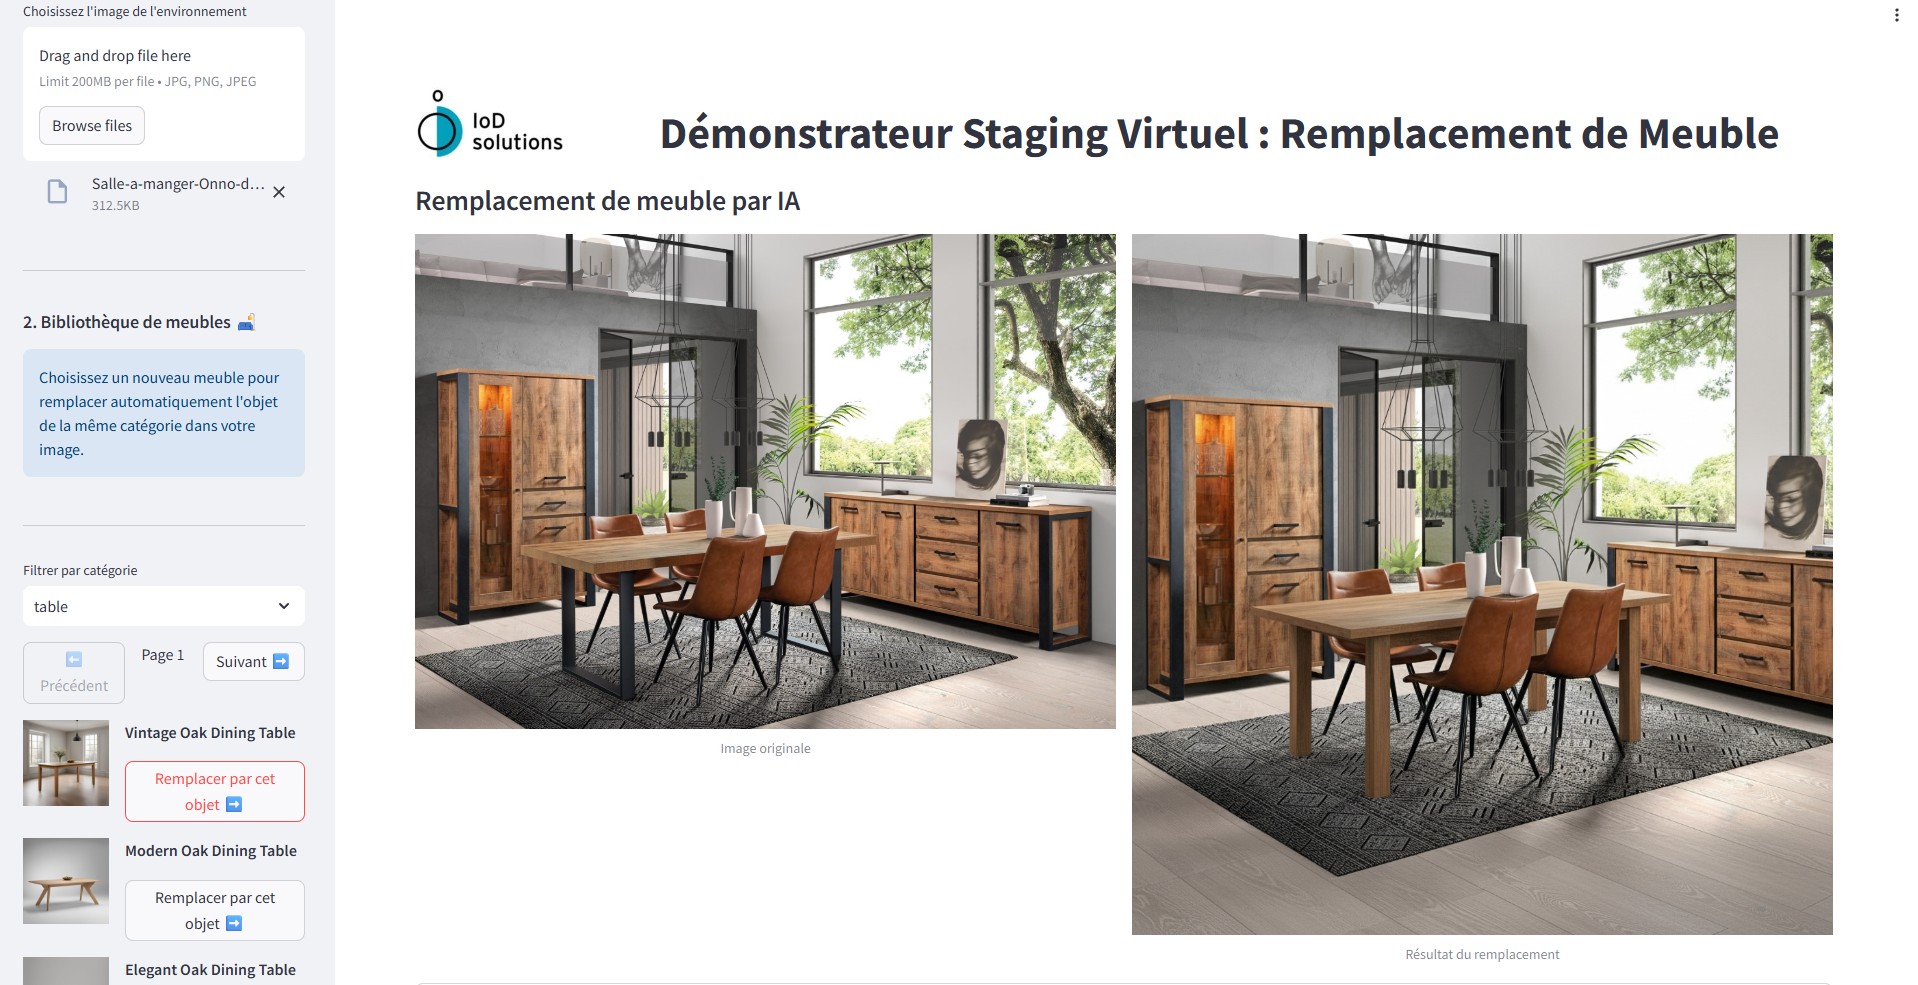 Choisissez l'image de l'environnement
Drag and drop file here
Limit 200MB per file • JPG, PNG, JPEG
Browse files
Salle-a-manger-Onno-d...
312.5KB
2. Bibliothèque de meubles
Choisissez un nouveau meuble pour
remplacer automatiquement l'objet
de la même catégorie dans votre
image.
Filtrer par catégorie
table
Précédent
Page 1
Suivant
Vintage Oak Dining Table
Remplacer par cet
objet
Modern Oak Dining Table
Remplacer par cet
objet
Elegant Oak Dining Table
IoD
solutions
Démonstrateur Staging Virtuel : Remplacement de Meuble
Remplacement de meuble par IA
Image originale
Résultat du remplacement